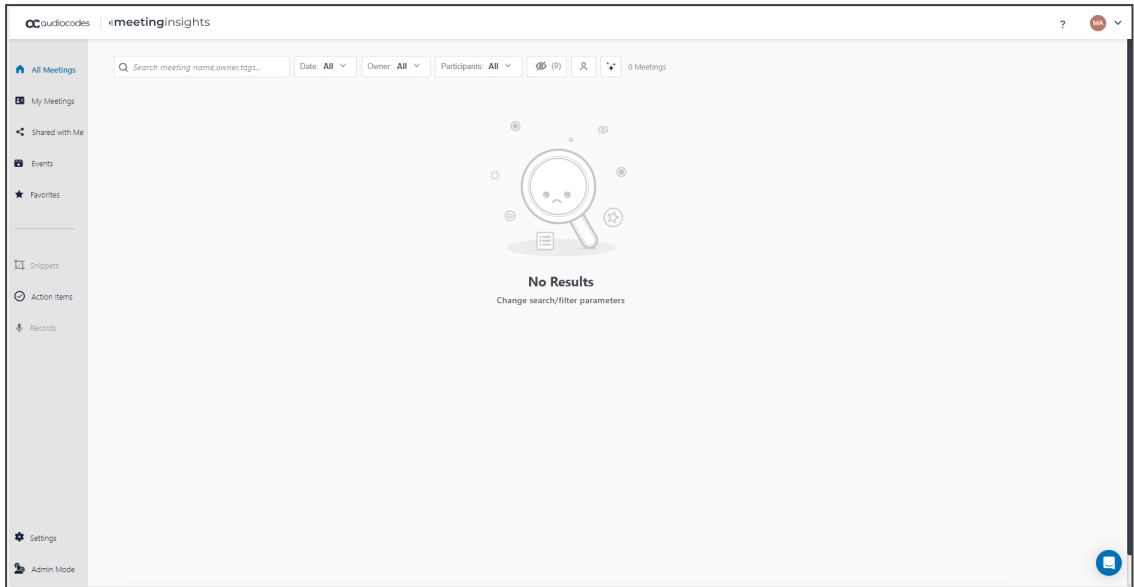 audiocodes meetinginsights
? MA
All Meetings
My Meetings
Shared with Me
Events
Favorites
Snippets
Action items
Records
Settings
Admin Mode
Search meeting name,owner,tags... Date: All Owner: All Participants: All (0) 0 Meetings
No Results
Change search/filter parameters